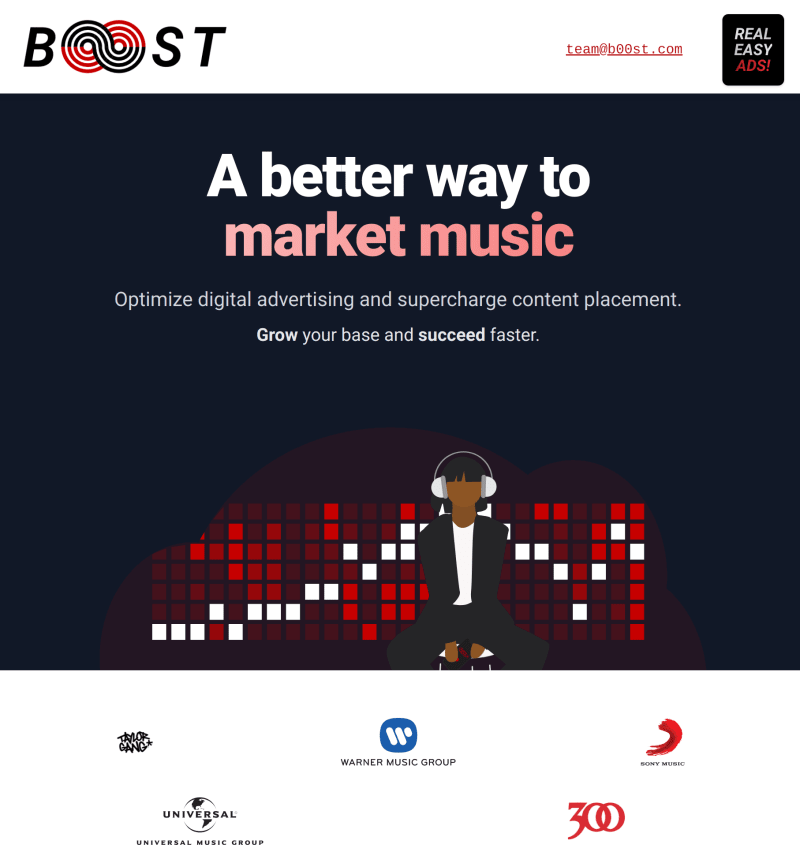 BOOST
team@b00st.com
REAL
EASY
ADS!
A better way to
market music
Optimize digital advertising and supercharge content placement.
Grow your base and succeed faster.
TAYLOR
GANG
WARNER MUSIC GROUP
SONY MUSIC
UNIVERSAL
UNIVERSAL MUSIC GROUP
300